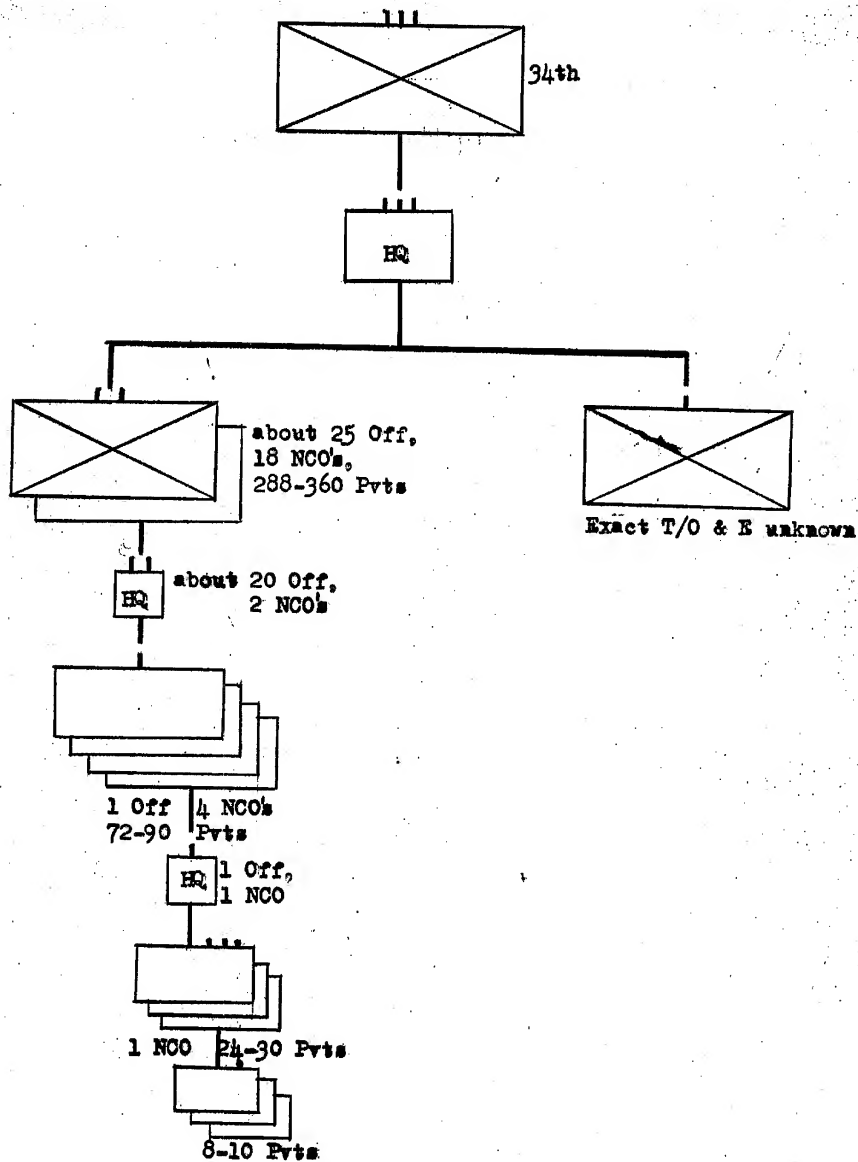 34th
HQ
about 25 Off,
18 NCO's,
288-360 Pvts
Exact T/O & E unknown
HQ
about 20 Off,
2 NCO's
1 Off 4 NCO's
72-90 Pvts
HQ
1 Off,
1 NCO
1 NCO 24-30 Pvts
8-10 Pvts